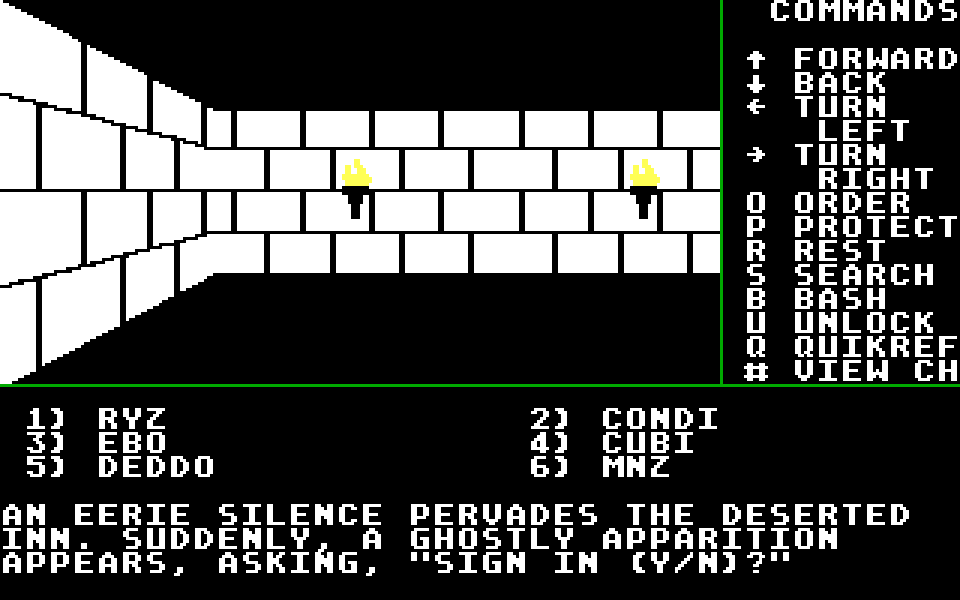 COMMANDS
↑ FORWARD
↓ BACK
← TURN
LEFT
→ TURN
RIGHT
O ORDER
P PROTECT
R REST
S SEARCH
B BASH
U UNLOCK
Q QUIKREF
# VIEW CH
1) RYZ 2) CONDI
3) EBO 4) CUBI
5) DEDDO 6) MNZ
AN EERIE SILENCE PERVADES THE DESERTED
INN. SUDDENLY, A GHOSTLY APPARITION
APPEARS, ASKING, "SIGN IN (Y/N)?"